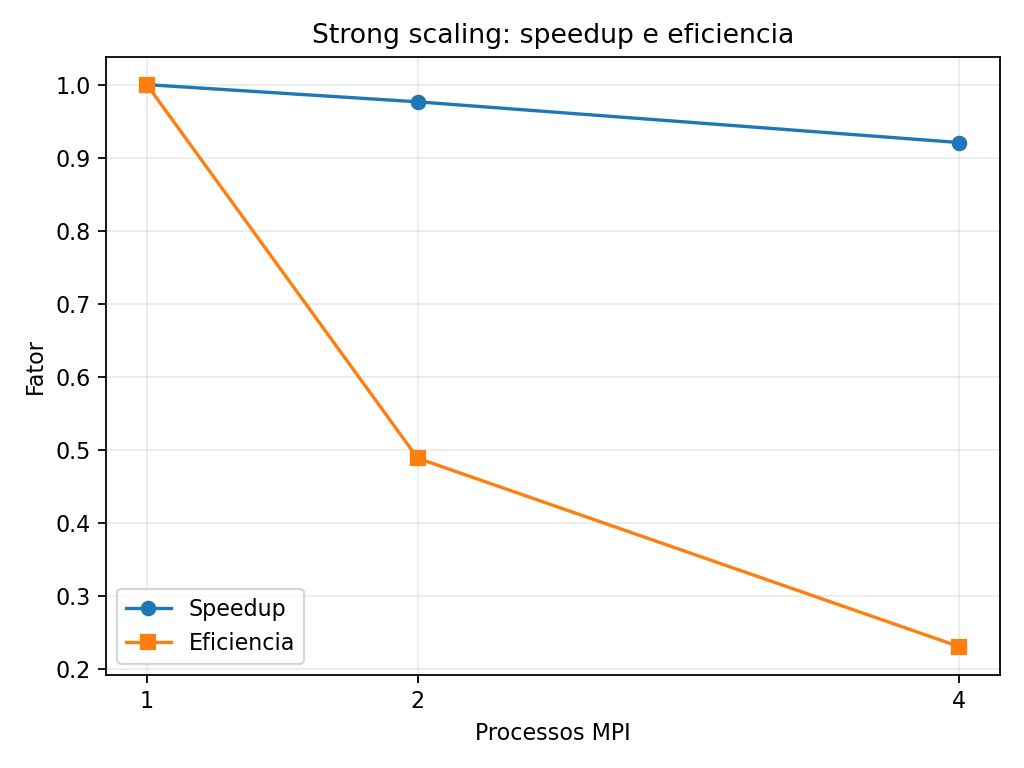 Strong scaling: speedup e eficiencia
1.0
0.9
0.8
0.7
0.6
0.5
0.4
0.3
0.2
Fator
Speedup
Eficiencia
1 2 4
Processos MPI